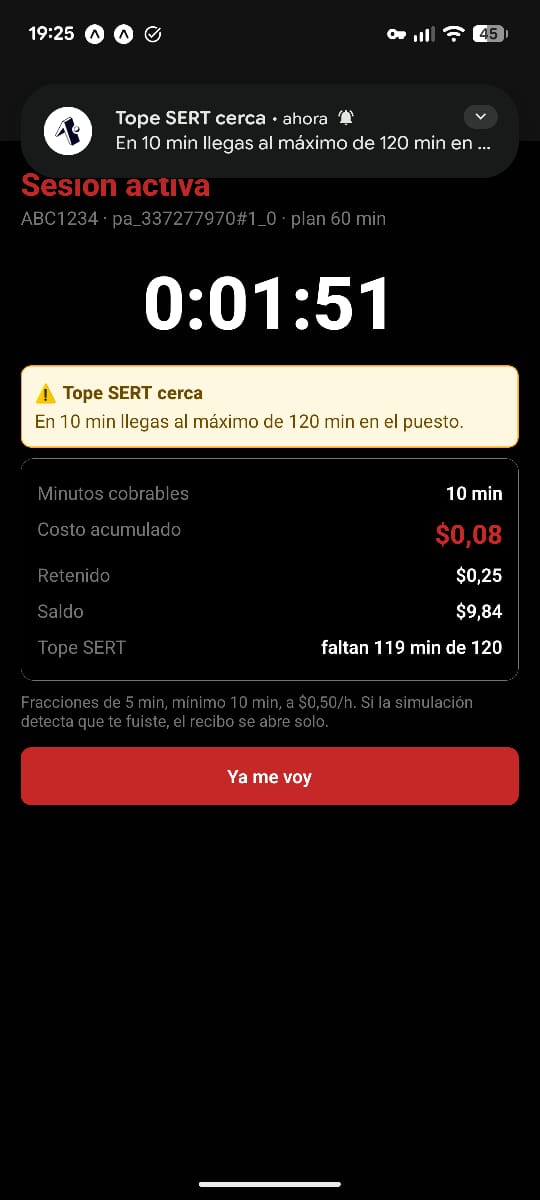 19:25
45
Tope SERT cerca • ahora
En 10 min llegas al máximo de 120 min en ...
Sesión activa
ABC1234 · pa_337277970#1_0 · plan 60 min
0:01:51
Tope SERT cerca
En 10 min llegas al máximo de 120 min en el puesto.
Minutos cobrables 10 min
Costo acumulado $0,08
Retenido $0,25
Saldo $9,84
Tope SERT faltan 119 min de 120
Fracciones de 5 min, mínimo 10 min, a $0,50/h. Si la simulación
detecta que te fuiste, el recibo se abre solo.
Ya me voy